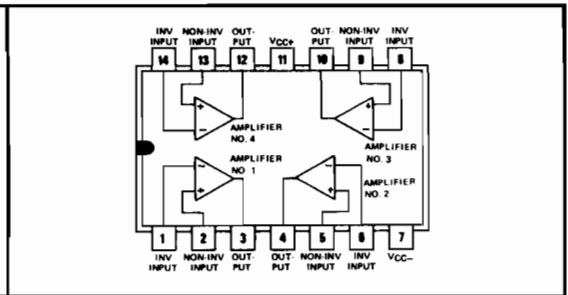 INV INPUT
NON-INV INPUT
OUT-PUT
VCC+
OUT-PUT
NON-INV INPUT
INV INPUT
14 13 12 11 10 9 8
+
−
AMPLIFIER
NO. 4
+
−
AMPLIFIER
NO. 3
−
+
AMPLIFIER
NO. 1
−
+
AMPLIFIER
NO. 2
1 2 3 4 5 6 7
INV INPUT
NON-INV INPUT
OUT-PUT
OUT-PUT
NON-INV INPUT
INV INPUT
VCC−